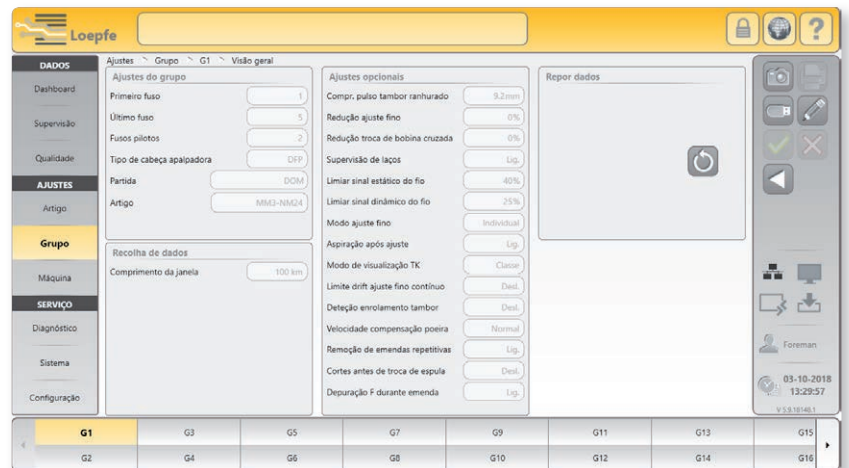 Loepfe
?
DADOS
Dashboard
Supervisão
Qualidade
AJUSTES
Artigo
Grupo
Máquina
SERVIÇO
Diagnóstico
Sistema
Configuração
Ajustes > Grupo > G1 > Visão geral
Ajustes do grupo
Primeiro fuso 1
Último fuso 5
Fusos pilotos 2
Tipo de cabeça apalpadora DFP
Partida DOM
Artigo MM3-NM24
Recolha de dados
Comprimento da janela 100 km
Ajustes opcionais
Compr. pulso tambor ranhurado 9.2mm
Redução ajuste fino 0%
Redução troca de bobina cruzada 0%
Supervisão de laços Lig.
Limiar sinal estático do fio 40%
Limiar sinal dinâmico do fio 25%
Modo ajuste fino Individual
Aspiração após ajuste Lig.
Modo de visualização TK Classe
Limite drift ajuste fino contínuo Desl.
Deteção enrolamento tambor Desl.
Velocidade compensação poeira Normal
Remoção de emendas repetitivas Lig.
Cortes antes de troca de espula Desl.
Depuração F durante emenda Lig.
Repor dados
Foreman
03-10-2018
13:29:57
V 5.9.18140.1
G1 G3 G5 G7 G9 G11 G13 G15
G2 G4 G6 G8 G10 G12 G14 G16